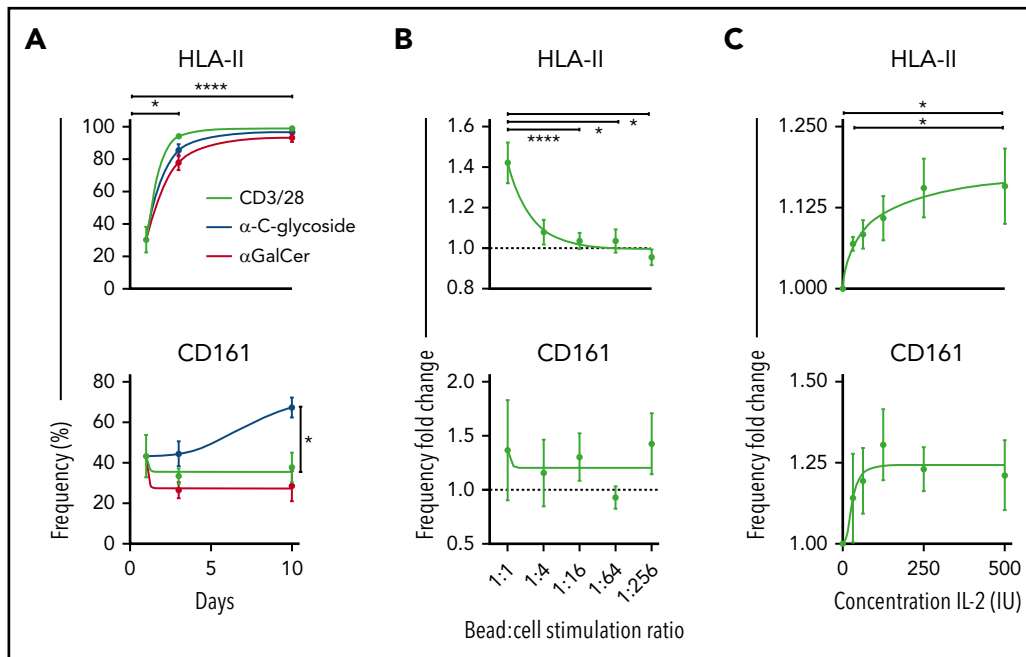 A
HLA-II
****
*
100
80
60
40
20
0
CD3/28
α-C-glycoside
αGalCer
CD161
80
60
40
20
0
*
0
5
10
Frequency (%)
Days
B
HLA-II
*
*
****
1.6
1.4
1.2
1.0
0.8
CD161
2.0
1.5
1.0
0.5
1:1
1:4
1:16
1:64
1:256
Frequency fold change
Bead:cell stimulation ratio
C
HLA-II
*
*
1.250
1.125
1.000
CD161
1.50
1.25
1.00
0
250
500
Frequency fold change
Concentration IL-2 (IU)